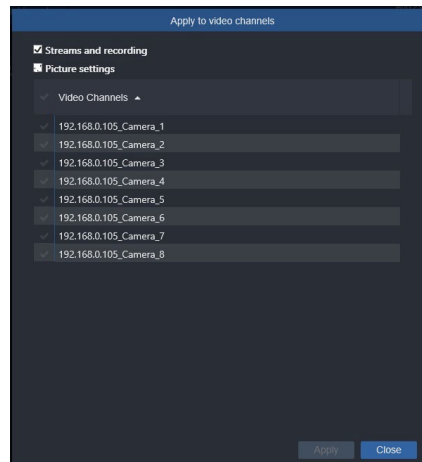 Apply to video channels
Streams and recording
Picture settings
Video Channels
192.168.0.105_Camera_1
192.168.0.105_Camera_2
192.168.0.105_Camera_3
192.168.0.105_Camera_4
192.168.0.105_Camera_5
192.168.0.105_Camera_6
192.168.0.105_Camera_7
192.168.0.105_Camera_8
Apply Close